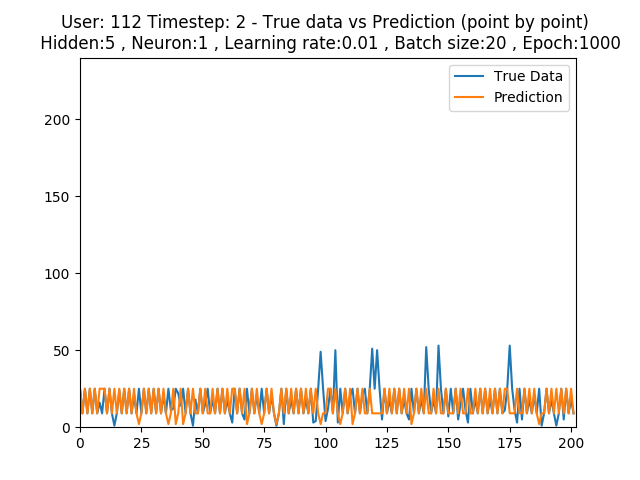 User: 112 Timestep: 2 - True data vs Prediction (point by point)
Hidden:5 , Neuron:1 , Learning rate:0.01 , Batch size:20 , Epoch:1000
True Data
Prediction
200
150
100
50
0
0 25 50 75 100 125 150 175 200